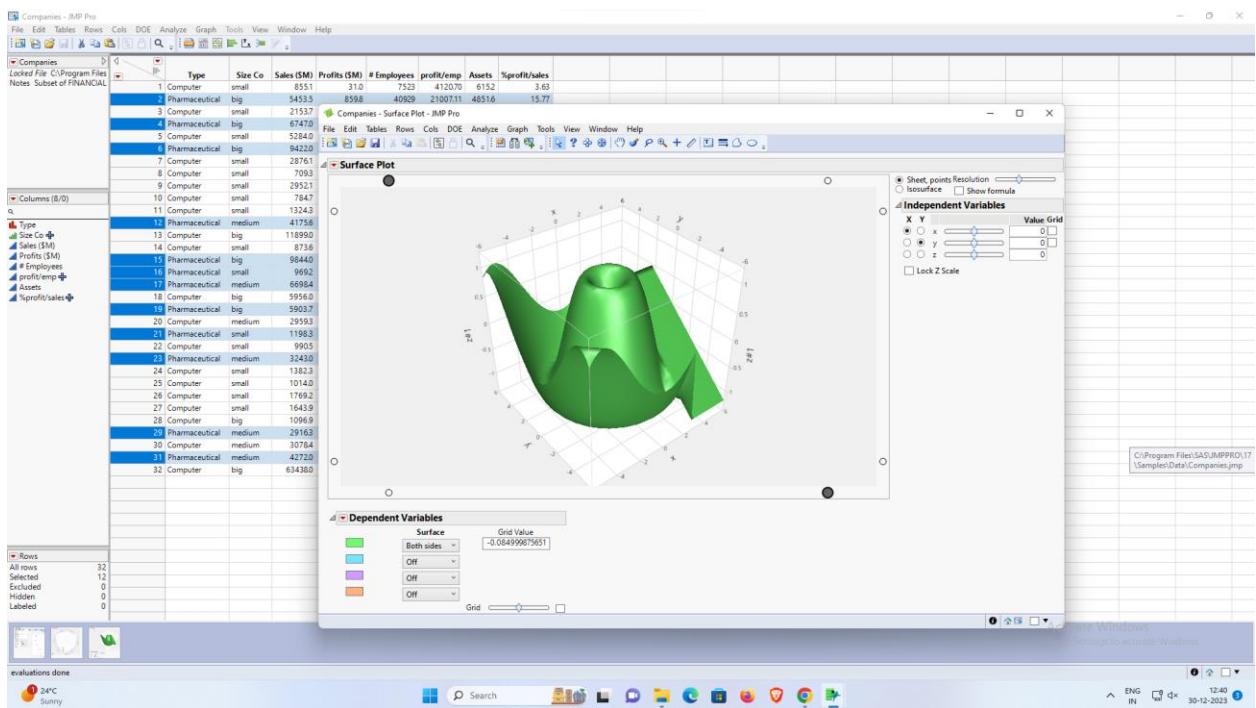 Companies - JMP Pro
File Edit Tables Rows Cols DOE Analyze Graph Tools View Window Help
Companies
Locked File C:\Program Files
Notes Subset of FINANCIAL
Type Size Co Sales ($M) Profits ($M) # Employees profit/emp Assets %profit/sales
1 Computer small 855.1 31.0 7523 4120.70 615.2 3.63
2 Pharmaceutical big 5453.5 859.8 40929 21007.11 4851.6 15.77
3 Computer small 2153.7
4 Pharmaceutical big 6747.0
5 Computer small 5284.0
6 Pharmaceutical big 9422.0
7 Computer small 2876.1
8 Computer small 709.3
9 Computer small 2952.1
10 Computer small 784.7
11 Computer small 1324.3
12 Pharmaceutical medium 4175.6
13 Computer big 11899.0
14 Computer small 873.6
15 Pharmaceutical big 9844.0
16 Pharmaceutical small 969.2
17 Pharmaceutical medium 6698.4
18 Computer big 5956.0
19 Pharmaceutical big 5903.7
20 Computer medium 2959.3
21 Pharmaceutical small 1198.3
22 Computer small 990.5
23 Pharmaceutical medium 3243.0
24 Computer small 1382.3
25 Computer small 1014.0
26 Computer small 1769.2
27 Computer small 1643.9
28 Computer big 1096.9
29 Pharmaceutical medium 2916.3
30 Computer medium 3078.4
31 Pharmaceutical medium 4272.0
32 Computer big 63438.0
Columns (8/0)
Type
Size Co
Sales ($M)
Profits ($M)
# Employees
profit/emp
Assets
%profit/sales
Rows
All rows 32
Selected 12
Excluded 0
Hidden 0
Labeled 0
Companies - Surface Plot - JMP Pro
File Edit Tables Rows Cols DOE Analyze Graph Tools View Window Help
Surface Plot
Sheet, points Resolution
Isosurface Show formula
Independent Variables
X Y Value Grid
x 0
y 0
z 0
Lock Z Scale
Dependent Variables
Surface Grid Value
Both sides -0.084999875651
Off
Off
Off
Grid
C:\Program Files\SAS\JMPPRO\17
\Samples\Data\Companies.jmp
evaluations done
24°C
Sunny
Search
ENG
IN
12:40
30-12-2023